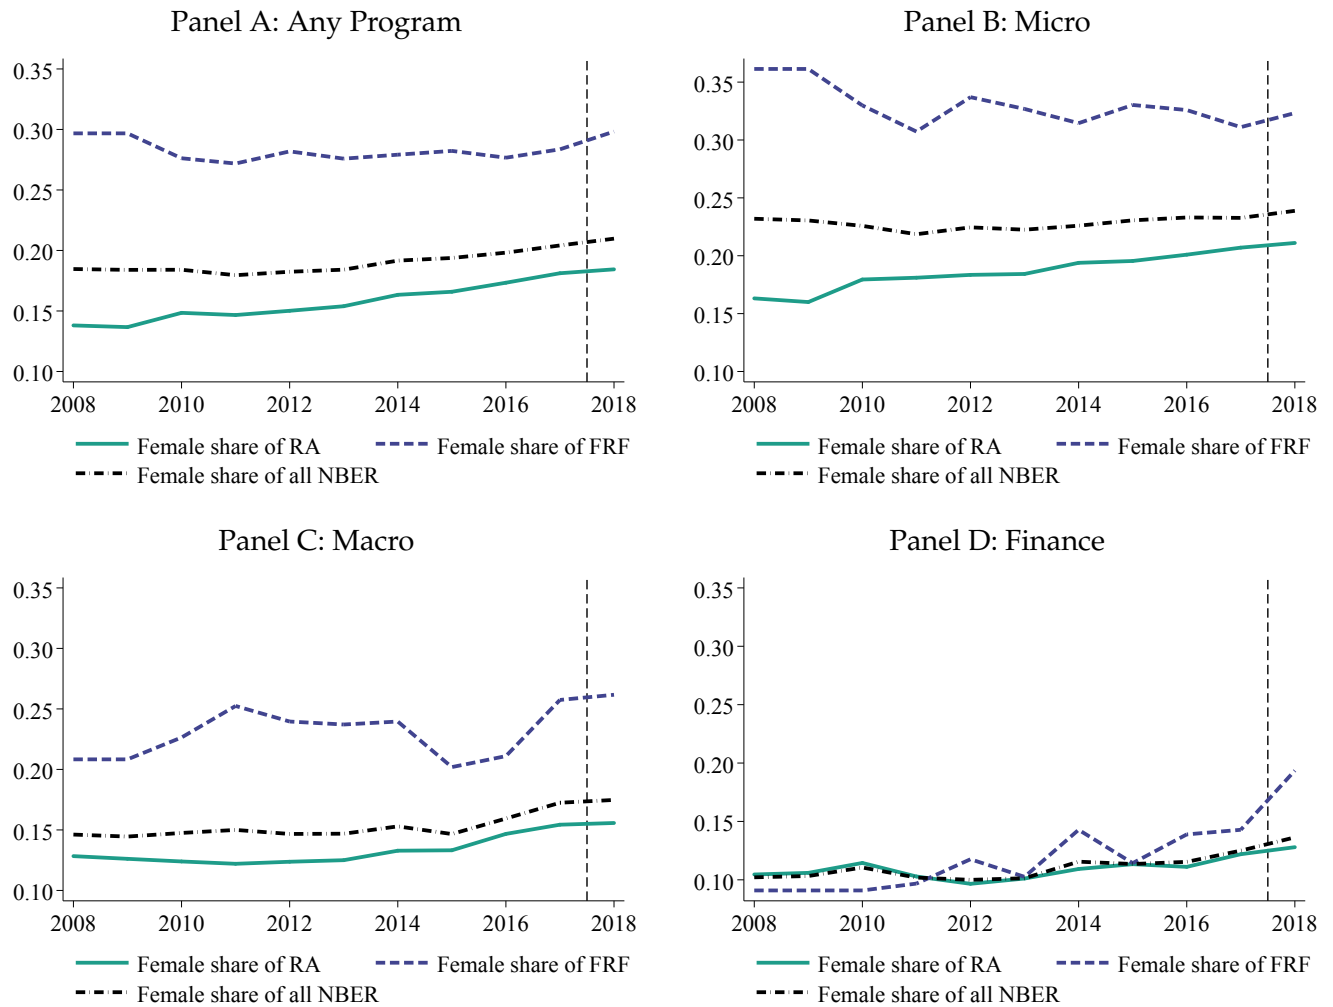 Panel A: Any Program
0.35
0.30
0.25
0.20
0.15
0.10
2008 2010 2012 2014 2016 2018
Female share of RA Female share of FRF
Female share of all NBER
Panel B: Micro
0.35
0.30
0.25
0.20
0.15
0.10
2008 2010 2012 2014 2016 2018
Female share of RA Female share of FRF
Female share of all NBER
Panel C: Macro
0.35
0.30
0.25
0.20
0.15
0.10
2008 2010 2012 2014 2016 2018
Female share of RA Female share of FRF
Female share of all NBER
Panel D: Finance
0.35
0.30
0.25
0.20
0.15
0.10
2008 2010 2012 2014 2016 2018
Female share of RA Female share of FRF
Female share of all NBER